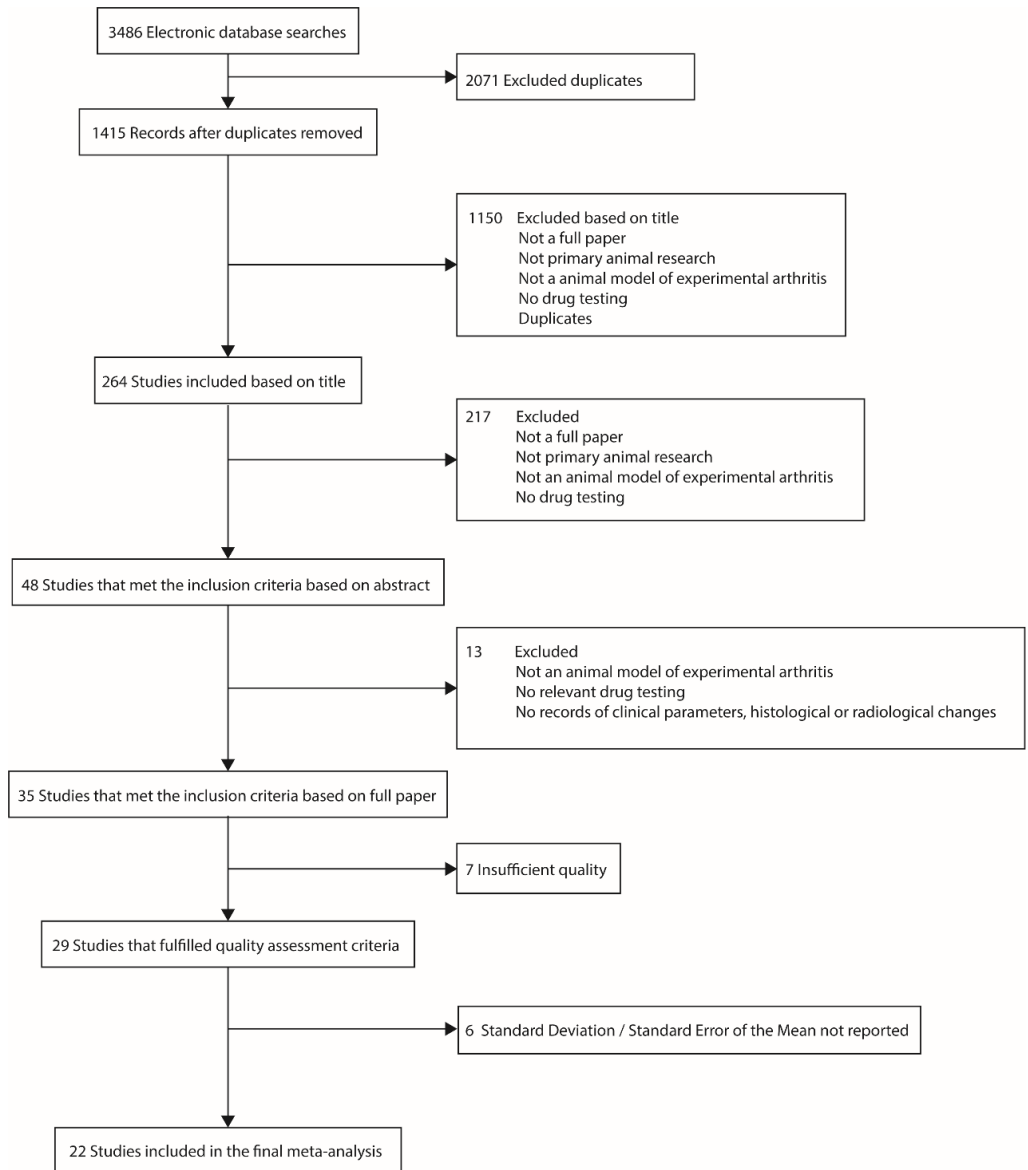 3486 Electronic database searches
2071 Excluded duplicates
1415 Records after duplicates removed
1150 Excluded based on title
Not a full paper
Not primary animal research
Not a animal model of experimental arthritis
No drug testing
Duplicates
264 Studies included based on title
217 Excluded
Not a full paper
Not primary animal research
Not an animal model of experimental arthritis
No drug testing
48 Studies that met the inclusion criteria based on abstract
13 Excluded
Not an animal model of experimental arthritis
No relevant drug testing
No records of clinical parameters, histological or radiological changes
35 Studies that met the inclusion criteria based on full paper
7 Insufficient quality
29 Studies that fulfilled quality assessment criteria
6 Standard Deviation / Standard Error of the Mean not reported
22 Studies included in the final meta-analysis